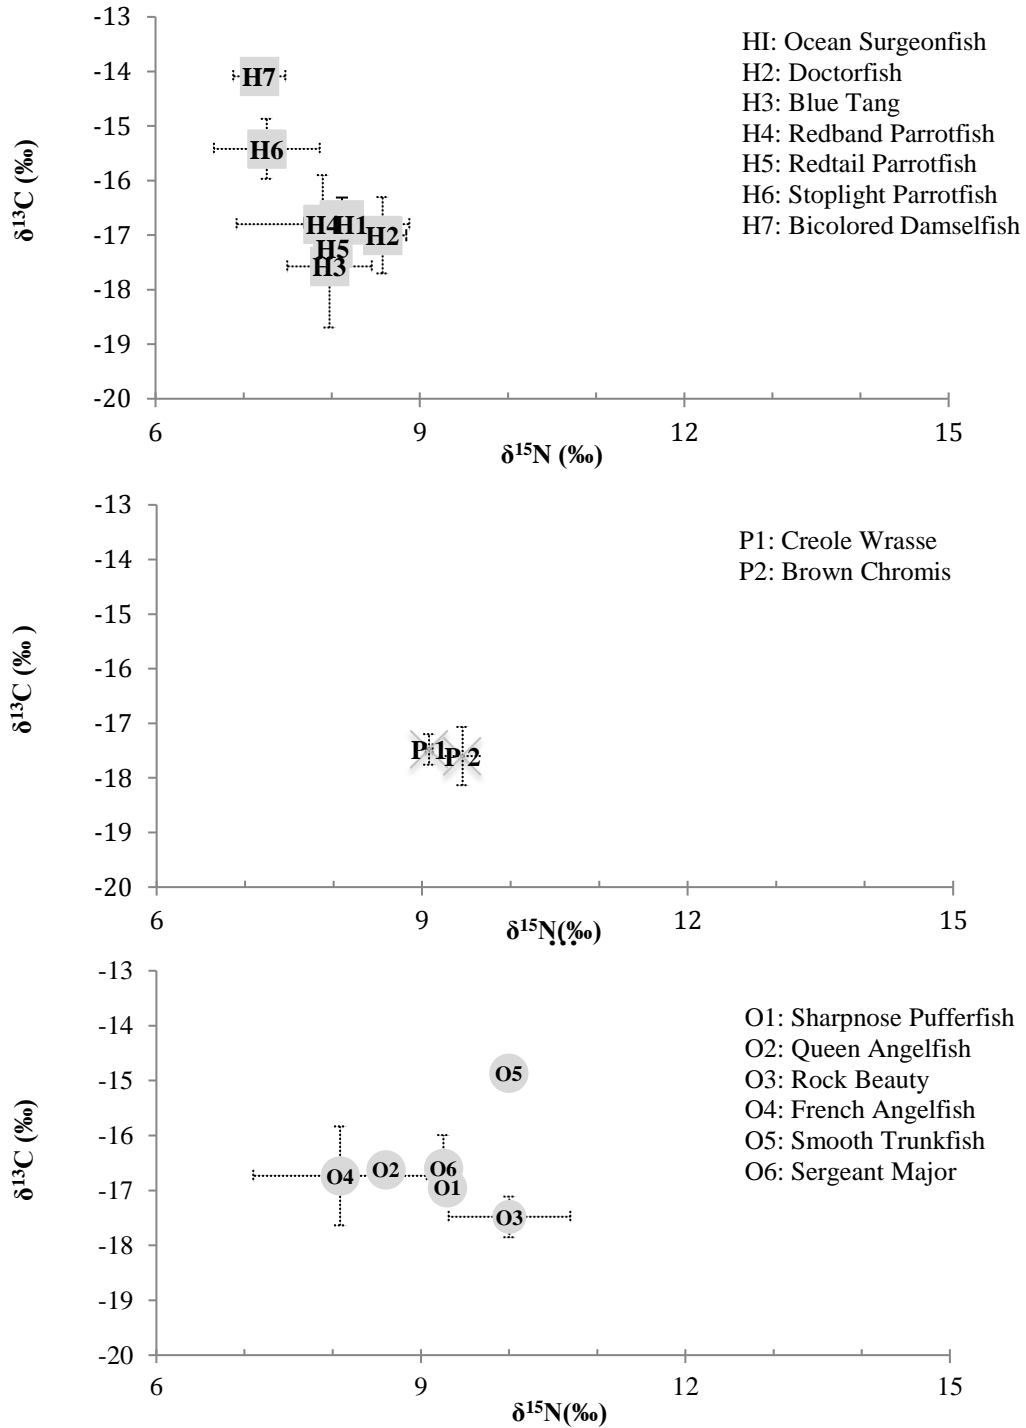 -13
-14
-15
-16
-17
-18
-19
-20
δ13C (‰)
H7
H6
H4
H1
H2
H5
H3
HI: Ocean Surgeonfish
H2: Doctorfish
H3: Blue Tang
H4: Redband Parrotfish
H5: Redtail Parrotfish
H6: Stoplight Parrotfish
H7: Bicolored Damselfish
6 9 12 15
δ15N (‰)
-13
-14
-15
-16
-17
-18
-19
-20
δ13C (‰ )
P1
P2
P1: Creole Wrasse
P2: Brown Chromis
6 9 12 15
δ15N(‰)
-13
-14
-15
-16
-17
-18
-19
-20
δ13C (‰)
O5
O4
O2
O6
O1
O3
O1: Sharpnose Pufferfish
O2: Queen Angelfish
O3: Rock Beauty
O4: French Angelfish
O5: Smooth Trunkfish
O6: Sergeant Major
6 9 12 15
δ15N(‰)